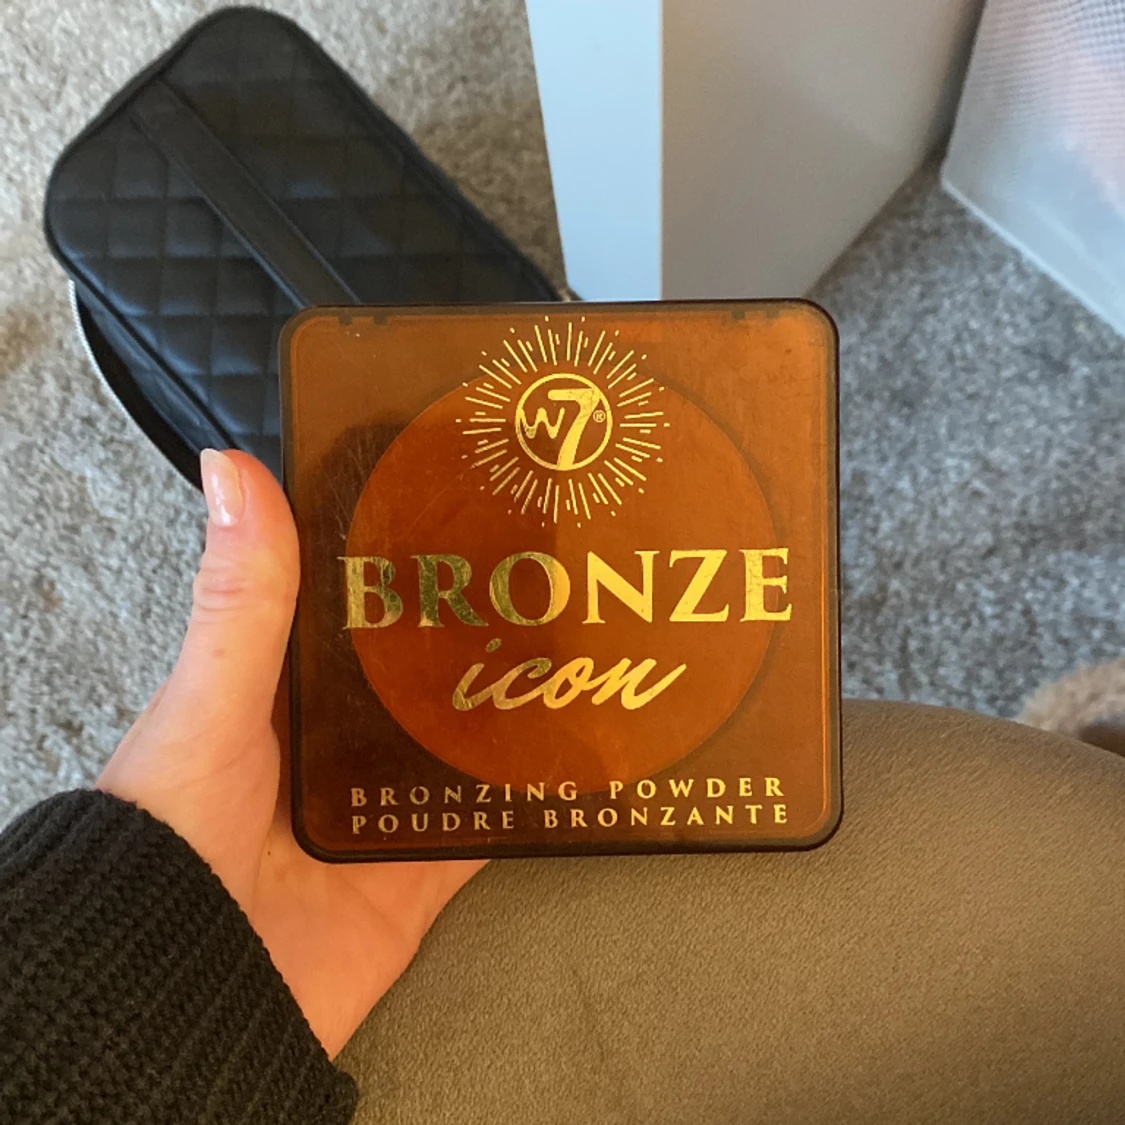 W7®
BRONZE
icon
BRONZING POWDER
POUDRE BRONZANTE